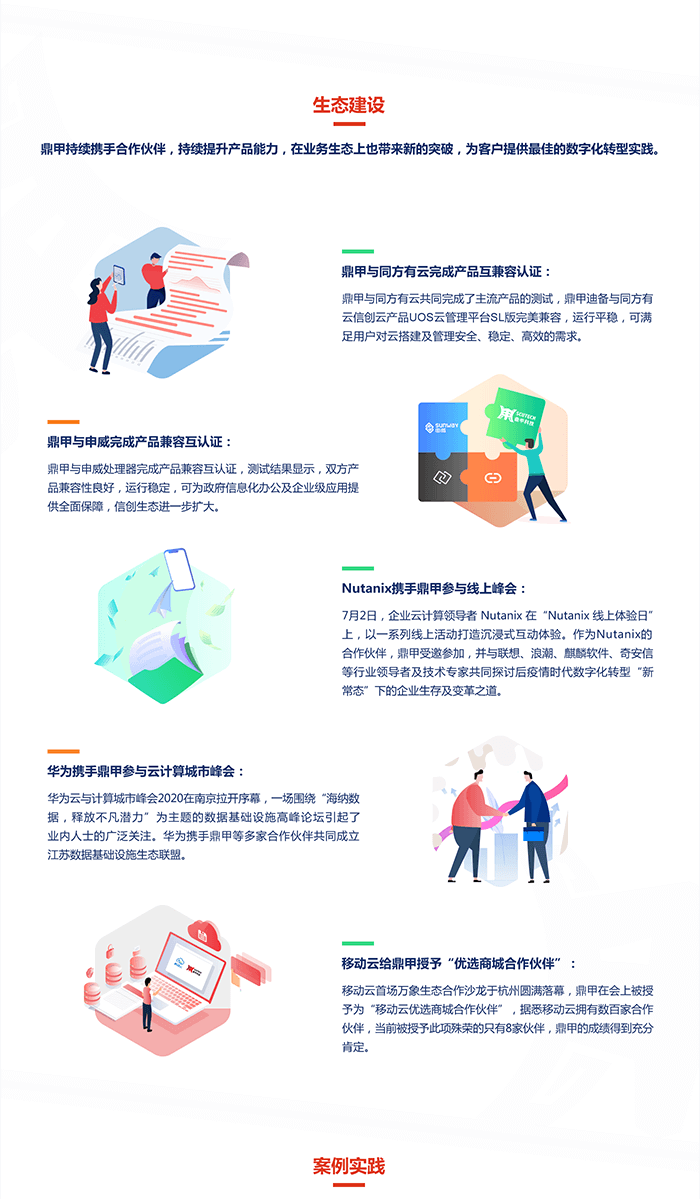 生态建设
鼎甲持续携手合作伙伴，持续提升产品能力，在业务生态上也带来新的突破，为客户提供最佳的数字化转型实践。
鼎甲与同方有云完成产品互兼容认证：
鼎甲与同方有云共同完成了主流产品的测试，鼎甲迪备与同方有
云信创云产品UOS云管理平台SL版完美兼容，运行平稳，可满
足用户对云搭建及管理安全、稳定、高效的需求。
SCUTECH
鼎甲科技
SUNWAY
申威
鼎甲与申威完成产品兼容互认证：
鼎甲与申威处理器完成产品兼容互认证，测试结果显示，双方产
品兼容性良好，运行稳定，可为政府信息化办公及企业级应用提
供全面保障，信创生态进一步扩大。
Nutanix携手鼎甲参与线上峰会：
7月2日，企业云计算领导者 Nutanix 在“Nutanix 线上体验日”
上，以一系列线上活动打造沉浸式互动体验。作为Nutanix的
合作伙伴，鼎甲受邀参加，并与联想、浪潮、麒麟软件、奇安信
等行业领导者及技术专家共同探讨后疫情时代数字化转型“新
常态”下的企业生存及变革之道。
华为携手鼎甲参与云计算城市峰会：
华为云与计算城市峰会2020在南京拉开序幕，一场围绕“海纳数
据，释放不凡潜力”为主题的数据基础设施高峰论坛引起了
业内人士的广泛关注。华为携手鼎甲等多家合作伙伴共同成立
江苏数据基础设施生态联盟。
移动云给鼎甲授予“优选商城合作伙伴”：
移动云首场万象生态合作沙龙于杭州圆满落幕，鼎甲在会上被授
予为“移动云优选商城合作伙伴”，据悉移动云拥有数百家合作
伙伴，当前被授予此项殊荣的只有8家伙伴，鼎甲的成绩得到充分
肯定。
案例实践